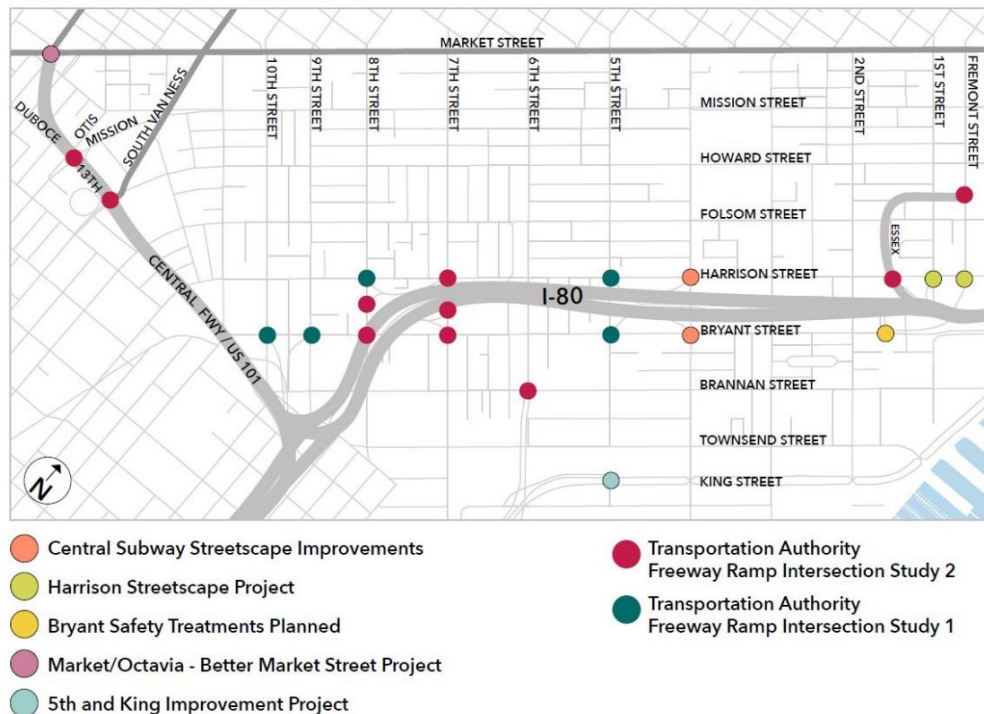 MARKET STREET
10TH STREET
9TH STREET
8TH STREET
7TH STREET
6TH STREET
5TH STREET
2ND STREET
1ST STREET
FREMONT STREET
DUBOCE
OTIS
MISSION
SOUTH VAN NESS
13TH
MISSION STREET
HOWARD STREET
FOLSOM STREET
ESSEX
HARRISON STREET
I-80
CENTRAL FWY / US 101
BRYANT STREET
BRANNAN STREET
TOWNSEND STREET
KING STREET
N
Central Subway Streetscape Improvements
Harrison Streetscape Project
Bryant Safety Treatments Planned
Market/Octavia - Better Market Street Project
5th and King Improvement Project
Transportation Authority
Freeway Ramp Intersection Study 2
Transportation Authority
Freeway Ramp Intersection Study 1